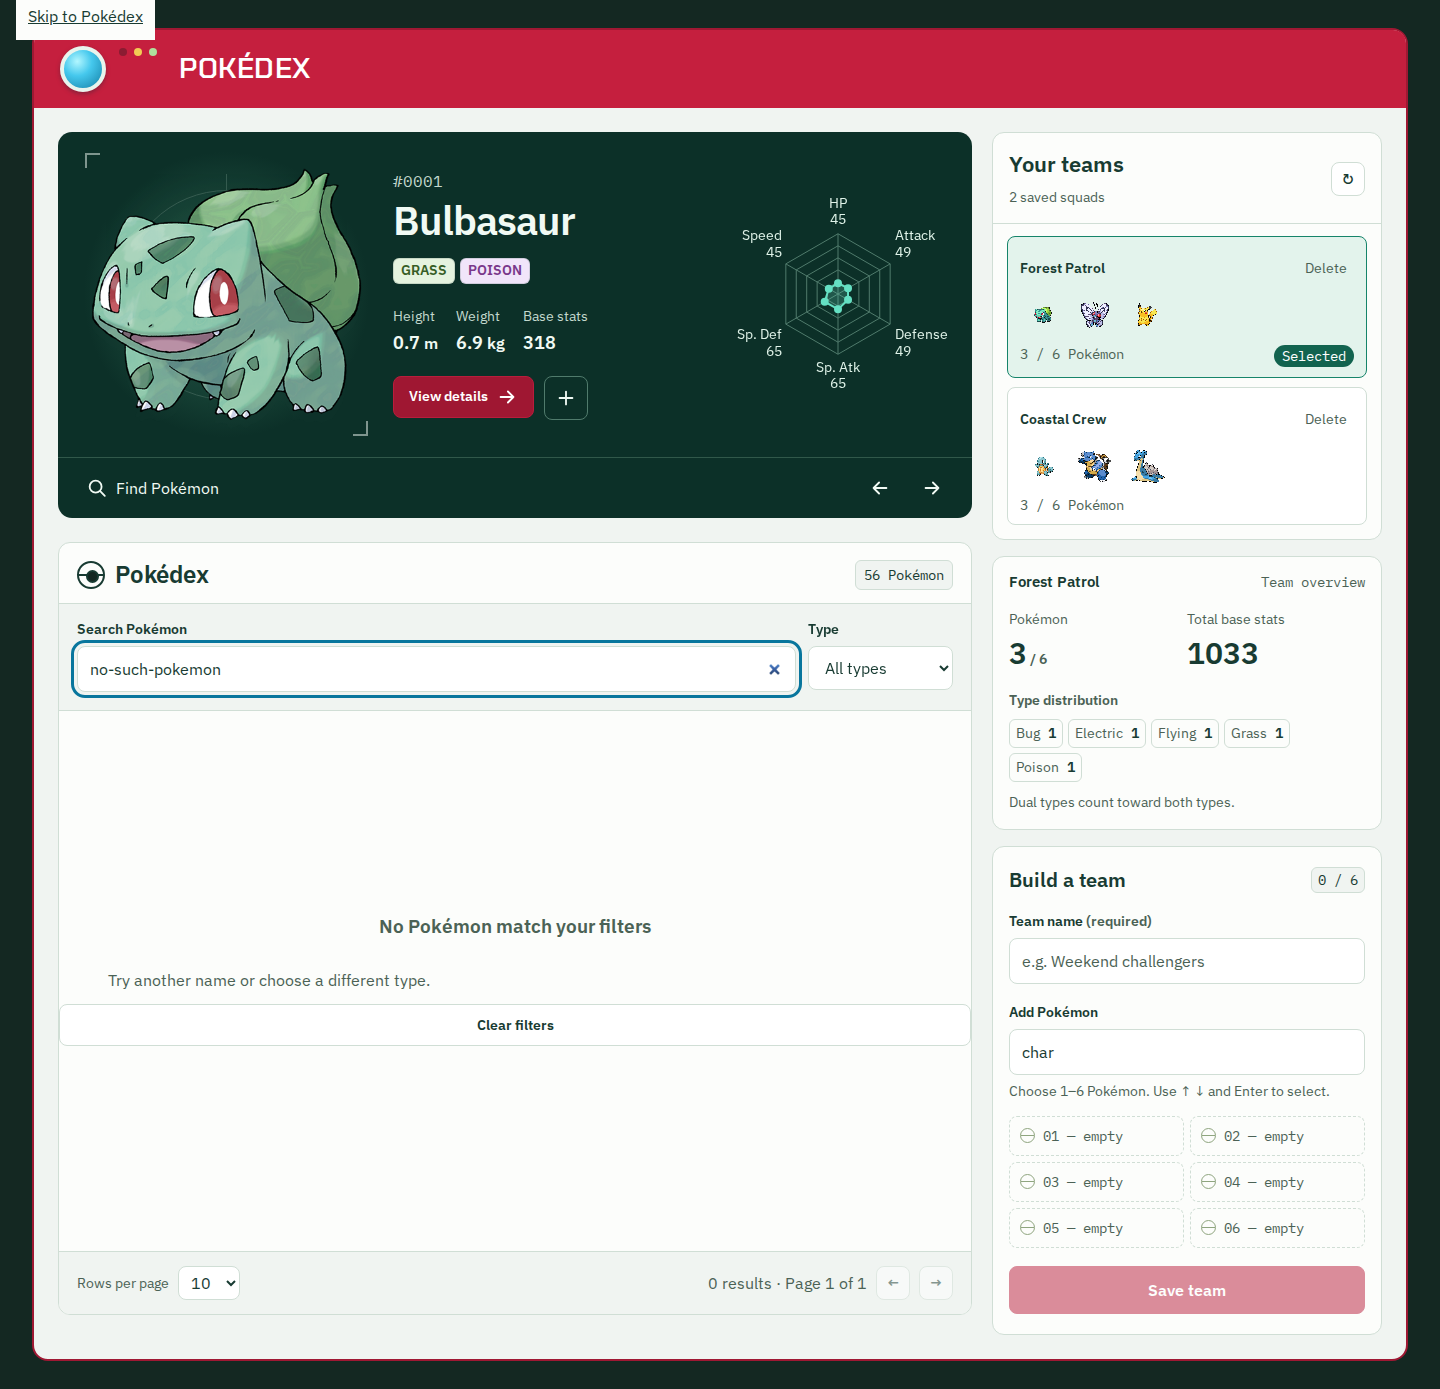 Skip to Pokédex
POKÉDEX
#0001
Bulbasaur
GRASS POISON
Height Weight Base stats
0.7 m 6.9 kg 318
View details
HP
45
Speed
45
Attack
49
Sp. Def
65
Defense
49
Sp. Atk
65
Find Pokémon
Pokédex
56 Pokémon
Search Pokémon
no-such-pokemon
Type
All types
No Pokémon match your filters
Try another name or choose a different type.
Clear filters
Rows per page 10
0 results · Page 1 of 1
Your teams
2 saved squads
Forest Patrol Delete
3 / 6 Pokémon Selected
Coastal Crew Delete
3 / 6 Pokémon
Forest Patrol Team overview
Pokémon Total base stats
3 / 6 1033
Type distribution
Bug 1 Electric 1 Flying 1 Grass 1
Poison 1
Dual types count toward both types.
Build a team 0 / 6
Team name (required)
e.g. Weekend challengers
Add Pokémon
char
Choose 1–6 Pokémon. Use ↑ ↓ and Enter to select.
01 — empty 02 — empty
03 — empty 04 — empty
05 — empty 06 — empty
Save team